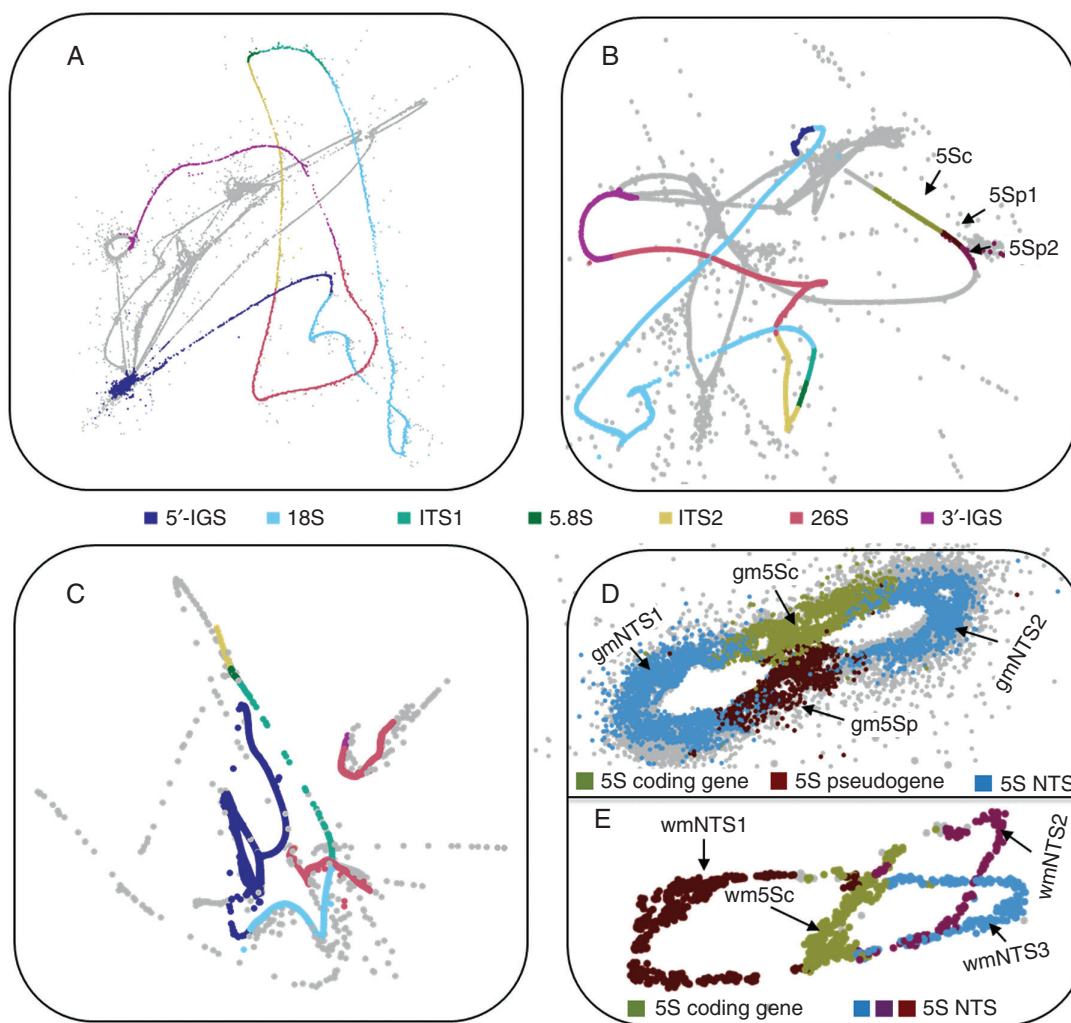 A
B
5Sc
5Sp1
5Sp2
5′-IGS 18S ITS1 5.8S ITS2 26S 3′-IGS
C
D
gm5Sc
gmNTS1
gmNTS2
gm5Sp
5S coding gene 5S pseudogene 5S NTS
E
wmNTS1
wmNTS2
wm5Sc
wmNTS3
5S coding gene 5S NTS